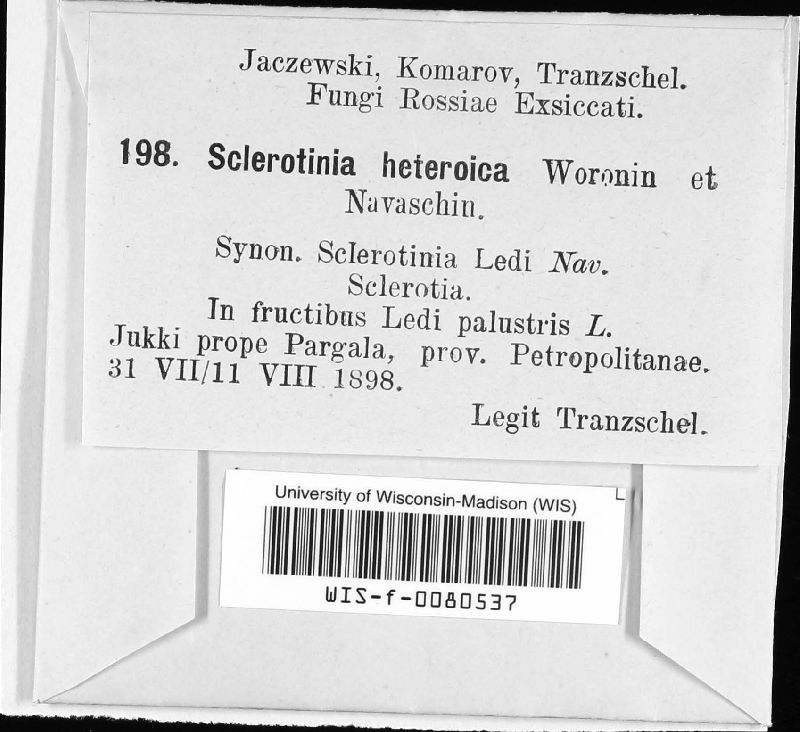 Jaczewski, Komarov, Tranzschel.
Fungi Rossiae Exsiccati.
198. Sclerotinia heteroica Woronin et
Navaschin.
Synon. Sclerotinia Ledi Nav.
Sclerotia.
In fructibus Ledi palustris L.
Jukki prope Pargala, prov. Petropolitanae.
31 VII/11 VIII 1898.
Legit Tranzschel.
University of Wisconsin-Madison (WIS)
WIS-f-0080537